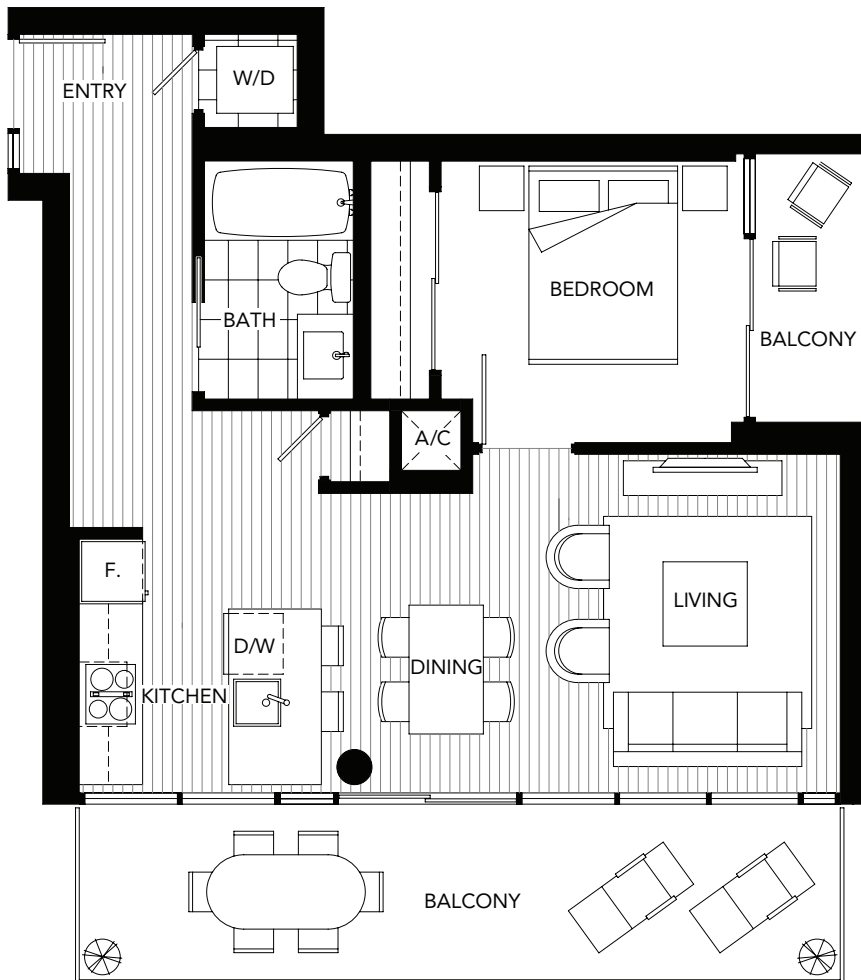 W/D
ENTRY
BEDROOM
BATH
BALCONY
A/C
F.
LIVING
D/W
DINING
KITCHEN
BALCONY